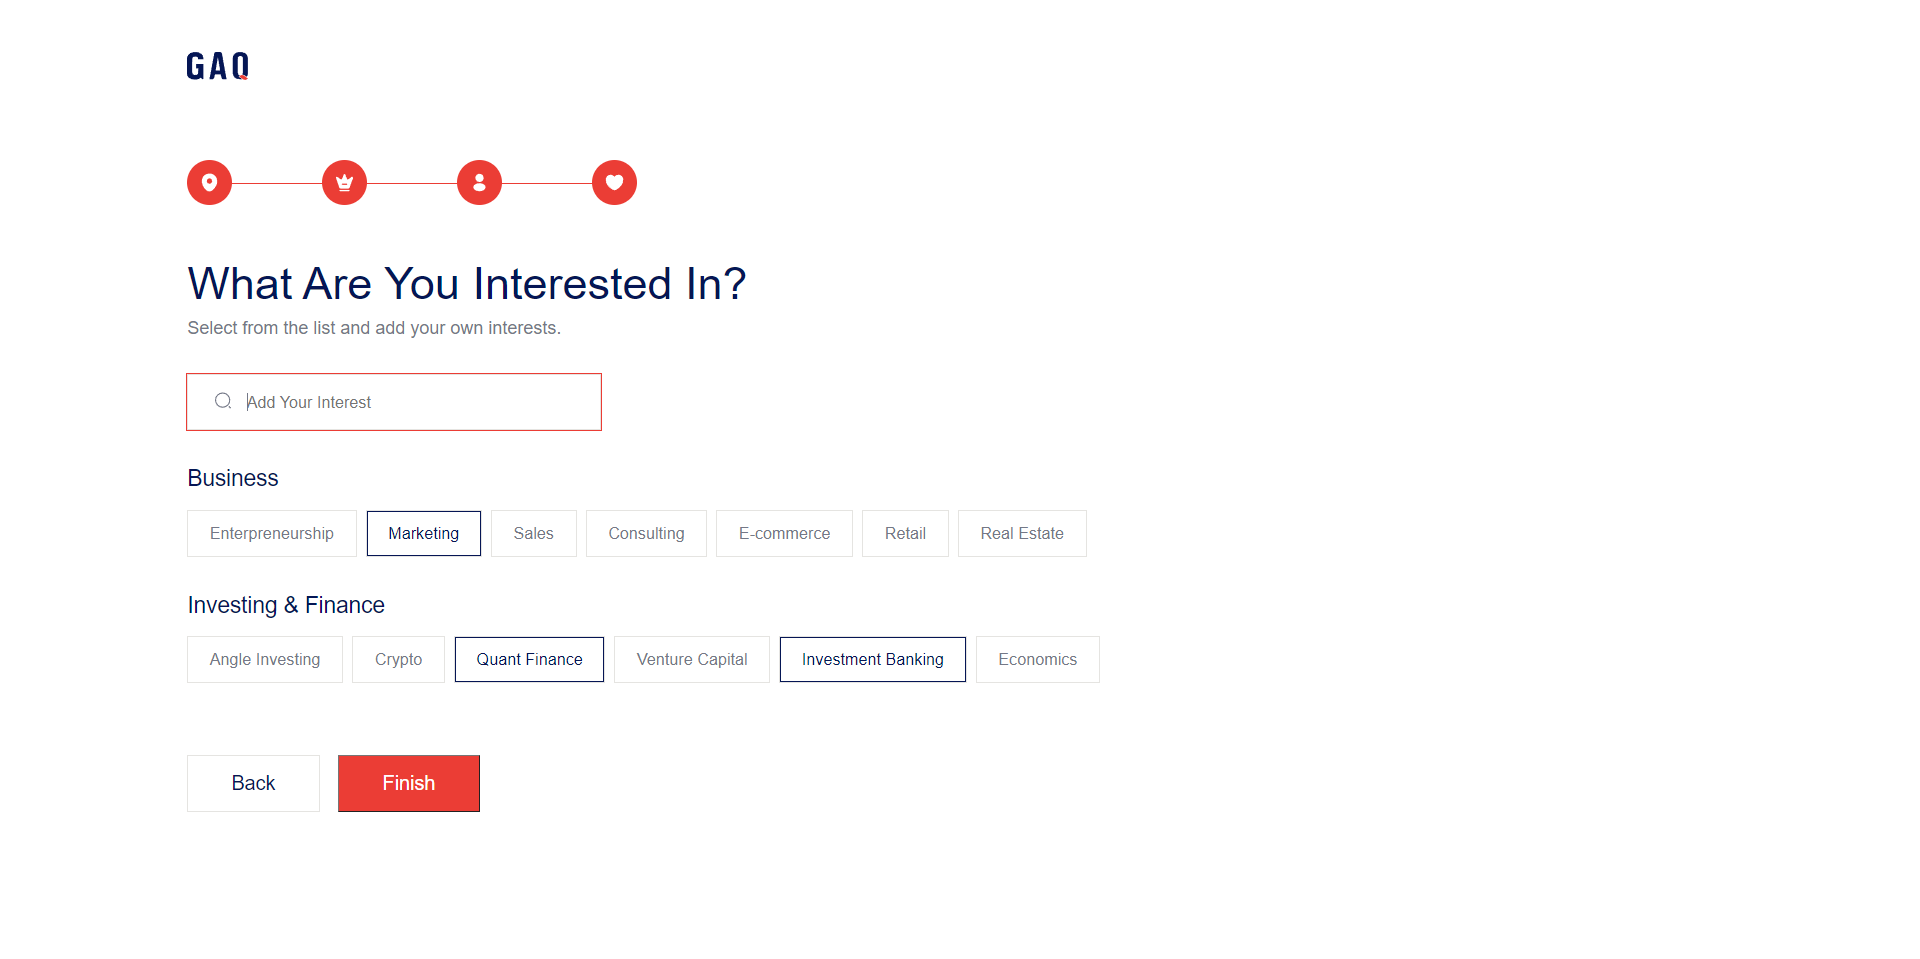 GAQ
What Are You Interested In?
Select from the list and add your own interests.
Add Your Interest
Business
Enterpreneurship Marketing Sales Consulting E-commerce Retail Real Estate
Investing & Finance
Angle Investing Crypto Quant Finance Venture Capital Investment Banking Economics
Back Finish